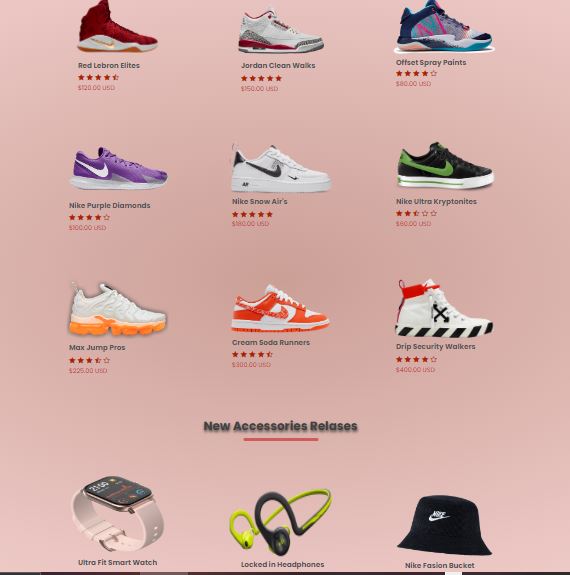 Red Lebron Elites
$120.00 USD
Jordan Clean Walks
$150.00 USD
Offset Spray Paints
$80.00 USD
Nike Purple Diamonds
$100.00 USD
Nike Snow Air's
$180.00 USD
Nike Ultra Kryptonites
$60.00 USD
Max Jump Pros
$225.00 USD
Cream Soda Runners
$300.00 USD
Drip Security Walkers
$400.00 USD
New Accessories Relases
21:00
NIKE
Ultra Fit Smart Watch
Locked in Headphones
Nike Fasion Bucket